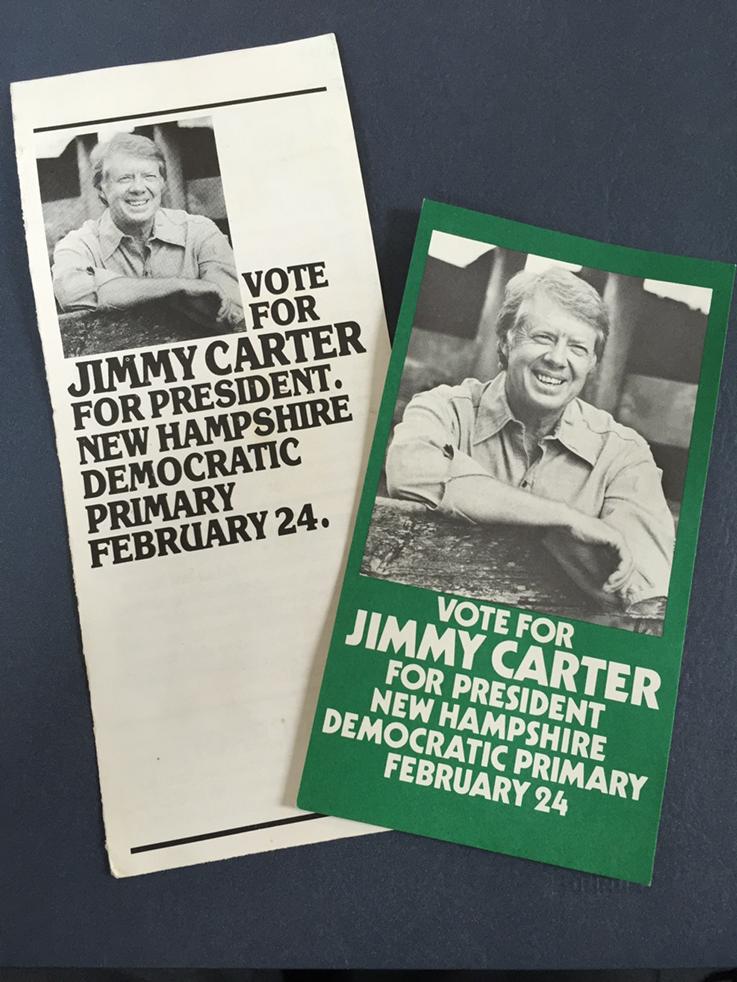 VOTE
FOR
JIMMY CARTER
FOR PRESIDENT.
NEW HAMPSHIRE
DEMOCRATIC
PRIMARY
FEBRUARY 24.
VOTE FOR
JIMMY CARTER
FOR PRESIDENT
NEW HAMPSHIRE
DEMOCRATIC PRIMARY
FEBRUARY 24